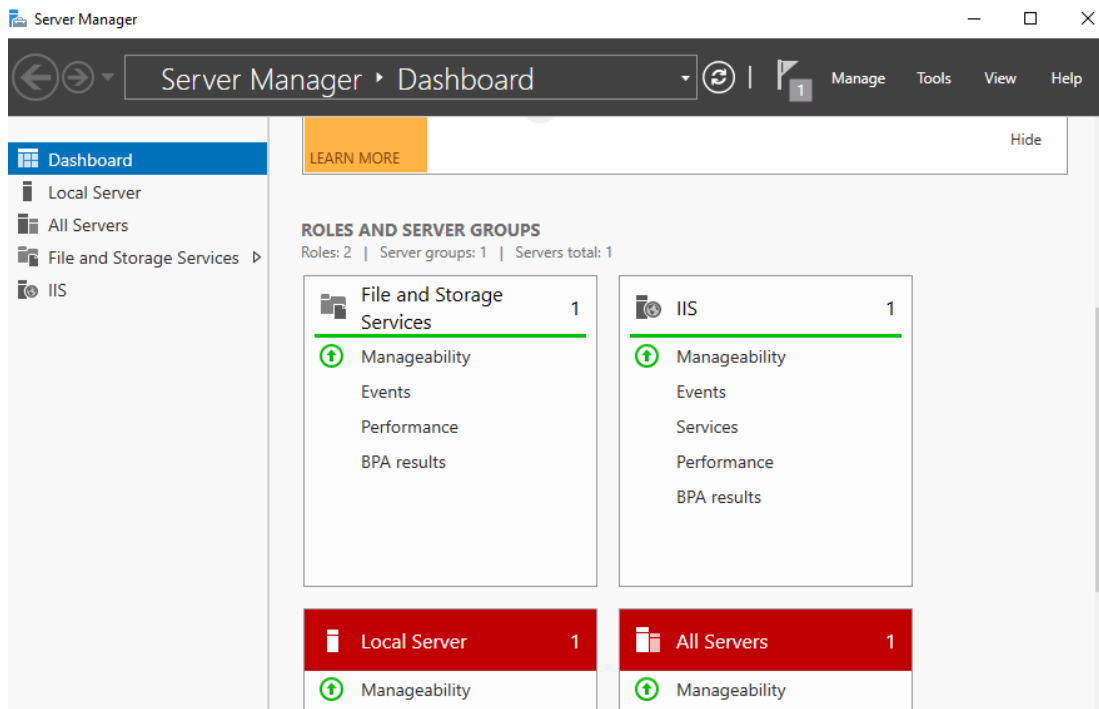 Server Manager
Server Manager ‣ Dashboard
1
Manage Tools View Help
Dashboard
Local Server
All Servers
File and Storage Services
IIS
LEARN MORE
Hide
ROLES AND SERVER GROUPS
Roles: 2 | Server groups: 1 | Servers total: 1
File and Storage
Services
1
Manageability
Events
Performance
BPA results
IIS 1
Manageability
Events
Services
Performance
BPA results
Local Server 1
Manageability
All Servers 1
Manageability